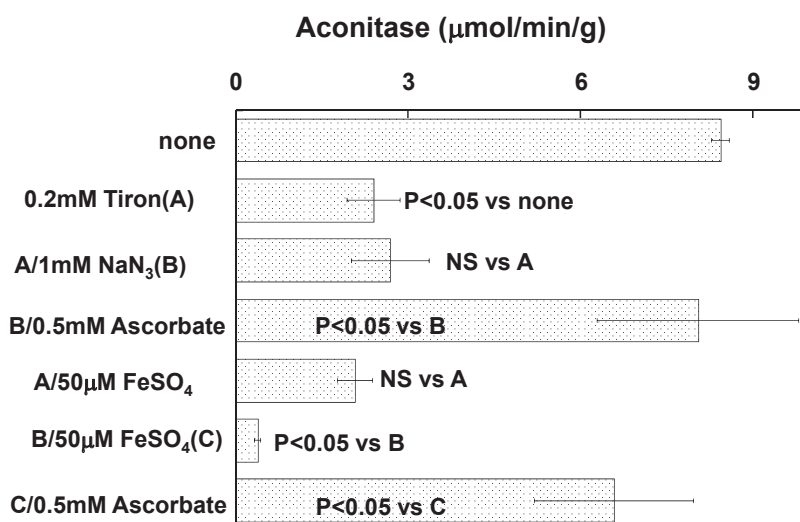 Aconitase (μmol/min/g)
0 3 6 9
none
0.2mM Tiron(A) P<0.05 vs none
A/1mM NaN₃(B) NS vs A
B/0.5mM Ascorbate P<0.05 vs B
A/50μM FeSO₄ NS vs A
B/50μM FeSO₄(C) P<0.05 vs B
C/0.5mM Ascorbate P<0.05 vs C